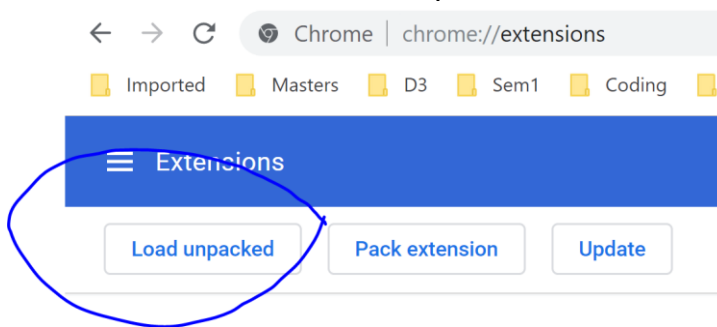 Chrome | chrome://extensions
Imported Masters D3 Sem1 Coding
Extensions
Load unpacked Pack extension Update